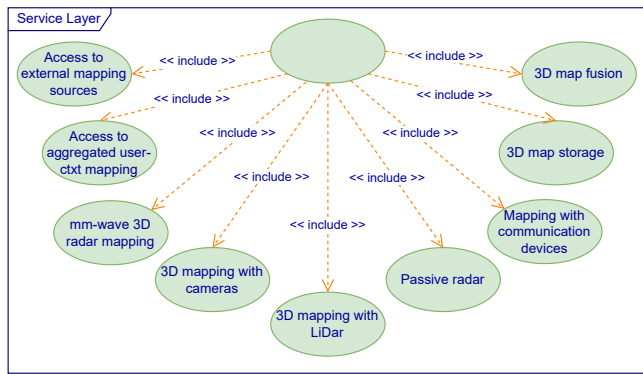 Service Layer
Access to
external mapping
sources
<< include >>
<< include >>
3D map fusion
<< include >>
<< include >>
Access to
aggregated user-
ctxt mapping
<< include >>
<< include >>
3D map storage
<< include >>
<< include >>
<< include >>
mm-wave 3D
radar mapping
Mapping with
communication
devices
3D mapping with
cameras
Passive radar
3D mapping with
LiDar